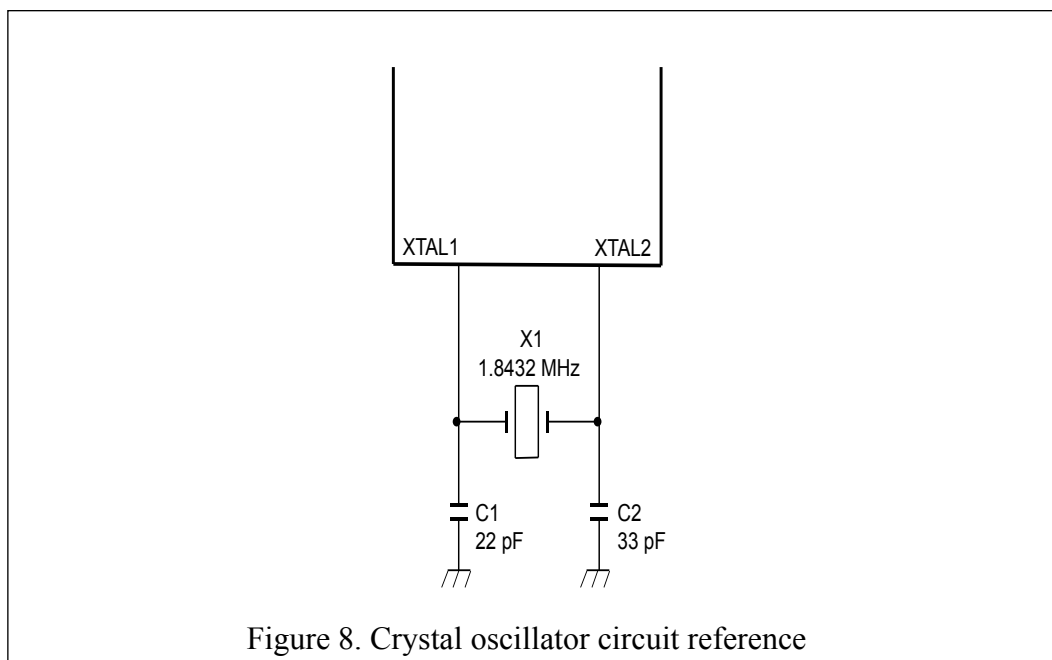 XTAL1
XTAL2
X1
1.8432 MHz
C1
22 pF
C2
33 pF
Figure 8. Crystal oscillator circuit reference